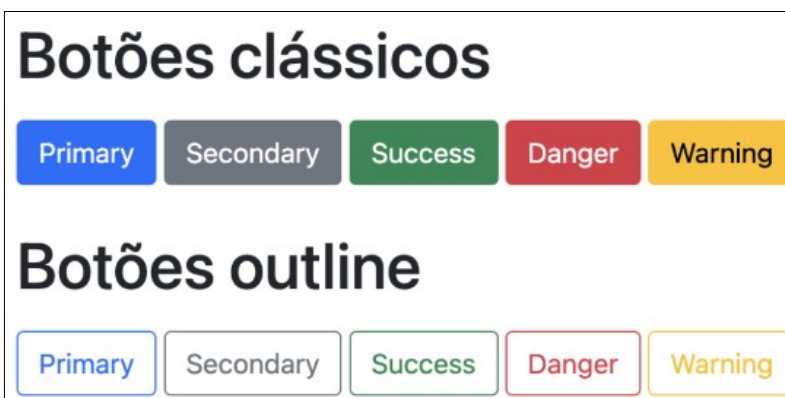 Botões clássicos
Primary Secondary Success Danger Warning
Botões outline
Primary Secondary Success Danger Warning